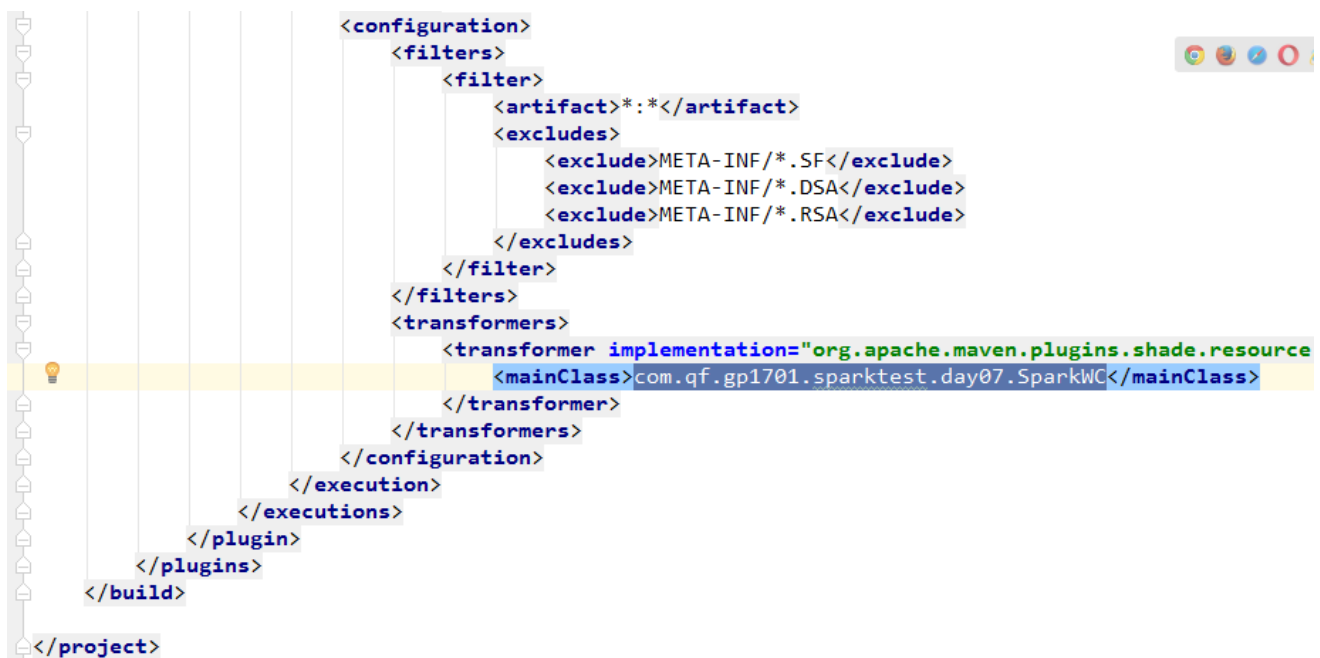 <configuration>
<filters>
<filter>
<artifact>*:*</artifact>
<excludes>
<exclude>META-INF/*.SF</exclude>
<exclude>META-INF/*.DSA</exclude>
<exclude>META-INF/*.RSA</exclude>
</excludes>
</filter>
</filters>
<transformers>
<transformer implementation="org.apache.maven.plugins.shade.resource
<mainClass>com.qf.gp1701.sparktest.day07.SparkWC</mainClass>
</transformer>
</transformers>
</configuration>
</execution>
</executions>
</plugin>
</plugins>
</build>
</project>